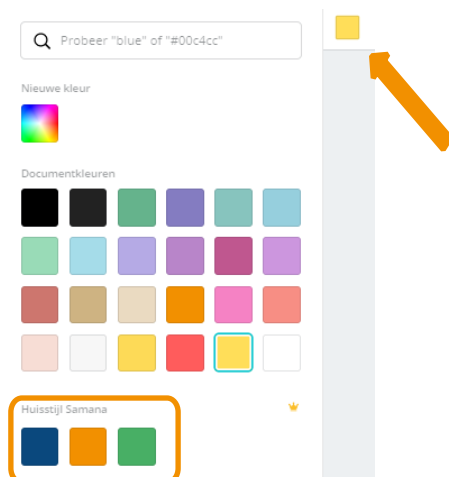 Probeer "blue" of "#00c4cc"
Nieuwe kleur
Documentkleuren
Huisstijl Samana